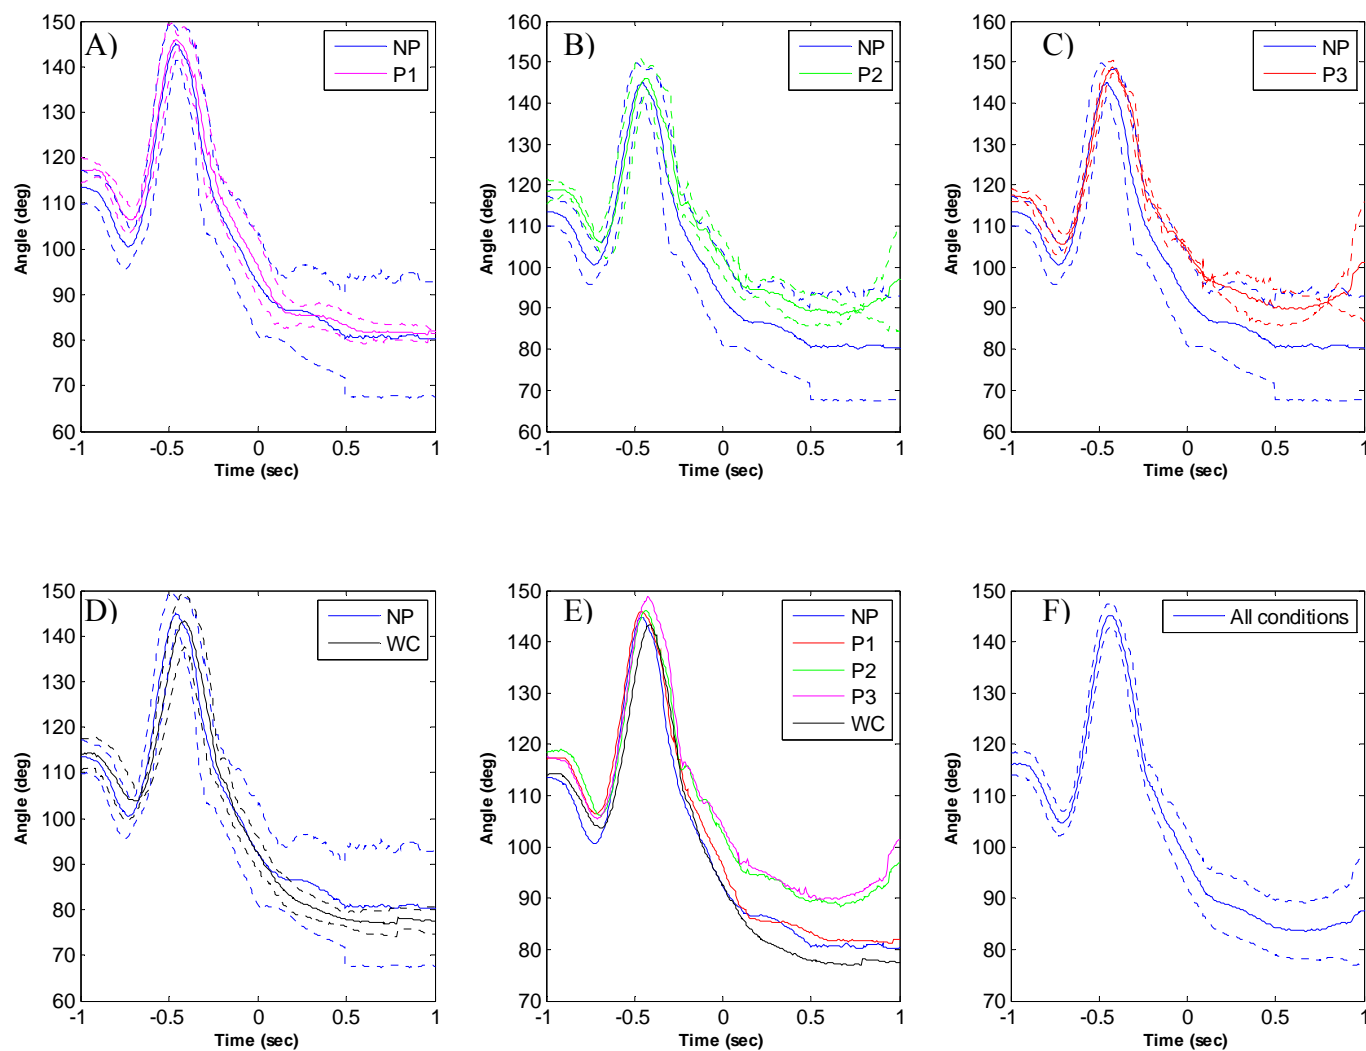 A)
NP
P1
150
140
130
120
110
100
90
80
70
60
Angle (deg)
-1
-0.5
0
0.5
1
Time (sec)
B)
NP
P2
160
150
140
130
120
110
100
90
80
70
60
Angle (deg)
-1
-0.5
0
0.5
1
Time (sec)
C)
NP
P3
160
150
140
130
120
110
100
90
80
70
60
Angle (deg)
-1
-0.5
0
0.5
1
Time (sec)
D)
NP
WC
150
140
130
120
110
100
90
80
70
60
Angle (deg)
-1
-0.5
0
0.5
1
Time (sec)
E)
NP
P1
P2
P3
WC
150
140
130
120
110
100
90
80
70
Angle (deg)
-1
-0.5
0
0.5
1
Time (sec)
F)
All conditions
150
140
130
120
110
100
90
80
70
Angle (deg)
-1
-0.5
0
0.5
1
Time (sec)